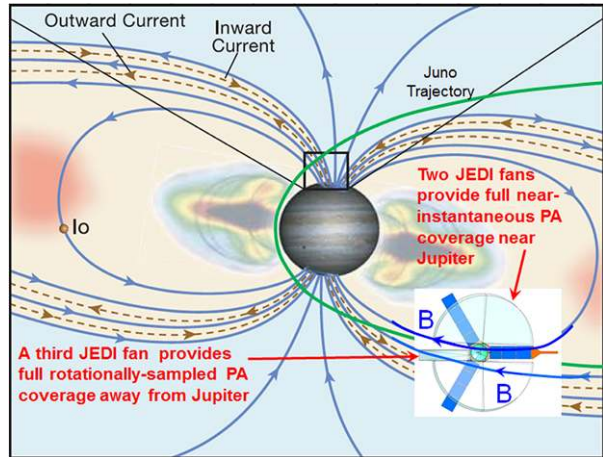 Outward Current
Inward
Current
Juno
Trajectory
Two JEDI fans
provide full near-
instantaneous PA
coverage near
Jupiter
Io
B
A third JEDI fan provides
full rotationally-sampled PA
coverage away from Jupiter
B